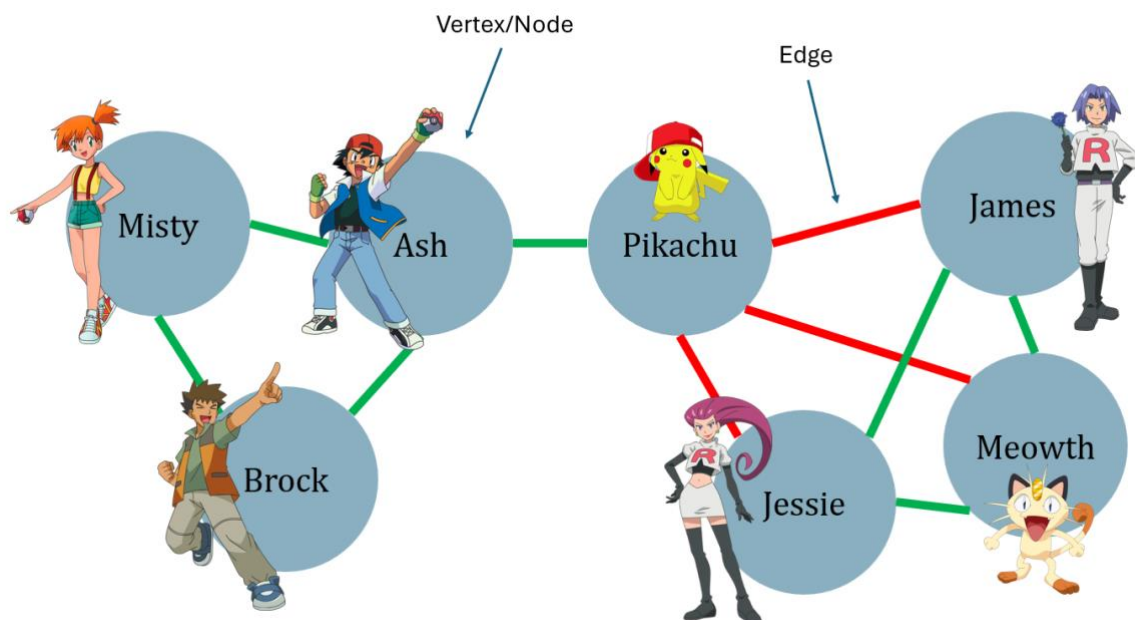 Vertex/Node
Edge
Misty
Ash
Pikachu
James
R
Brock
Jessie
R
Meowth